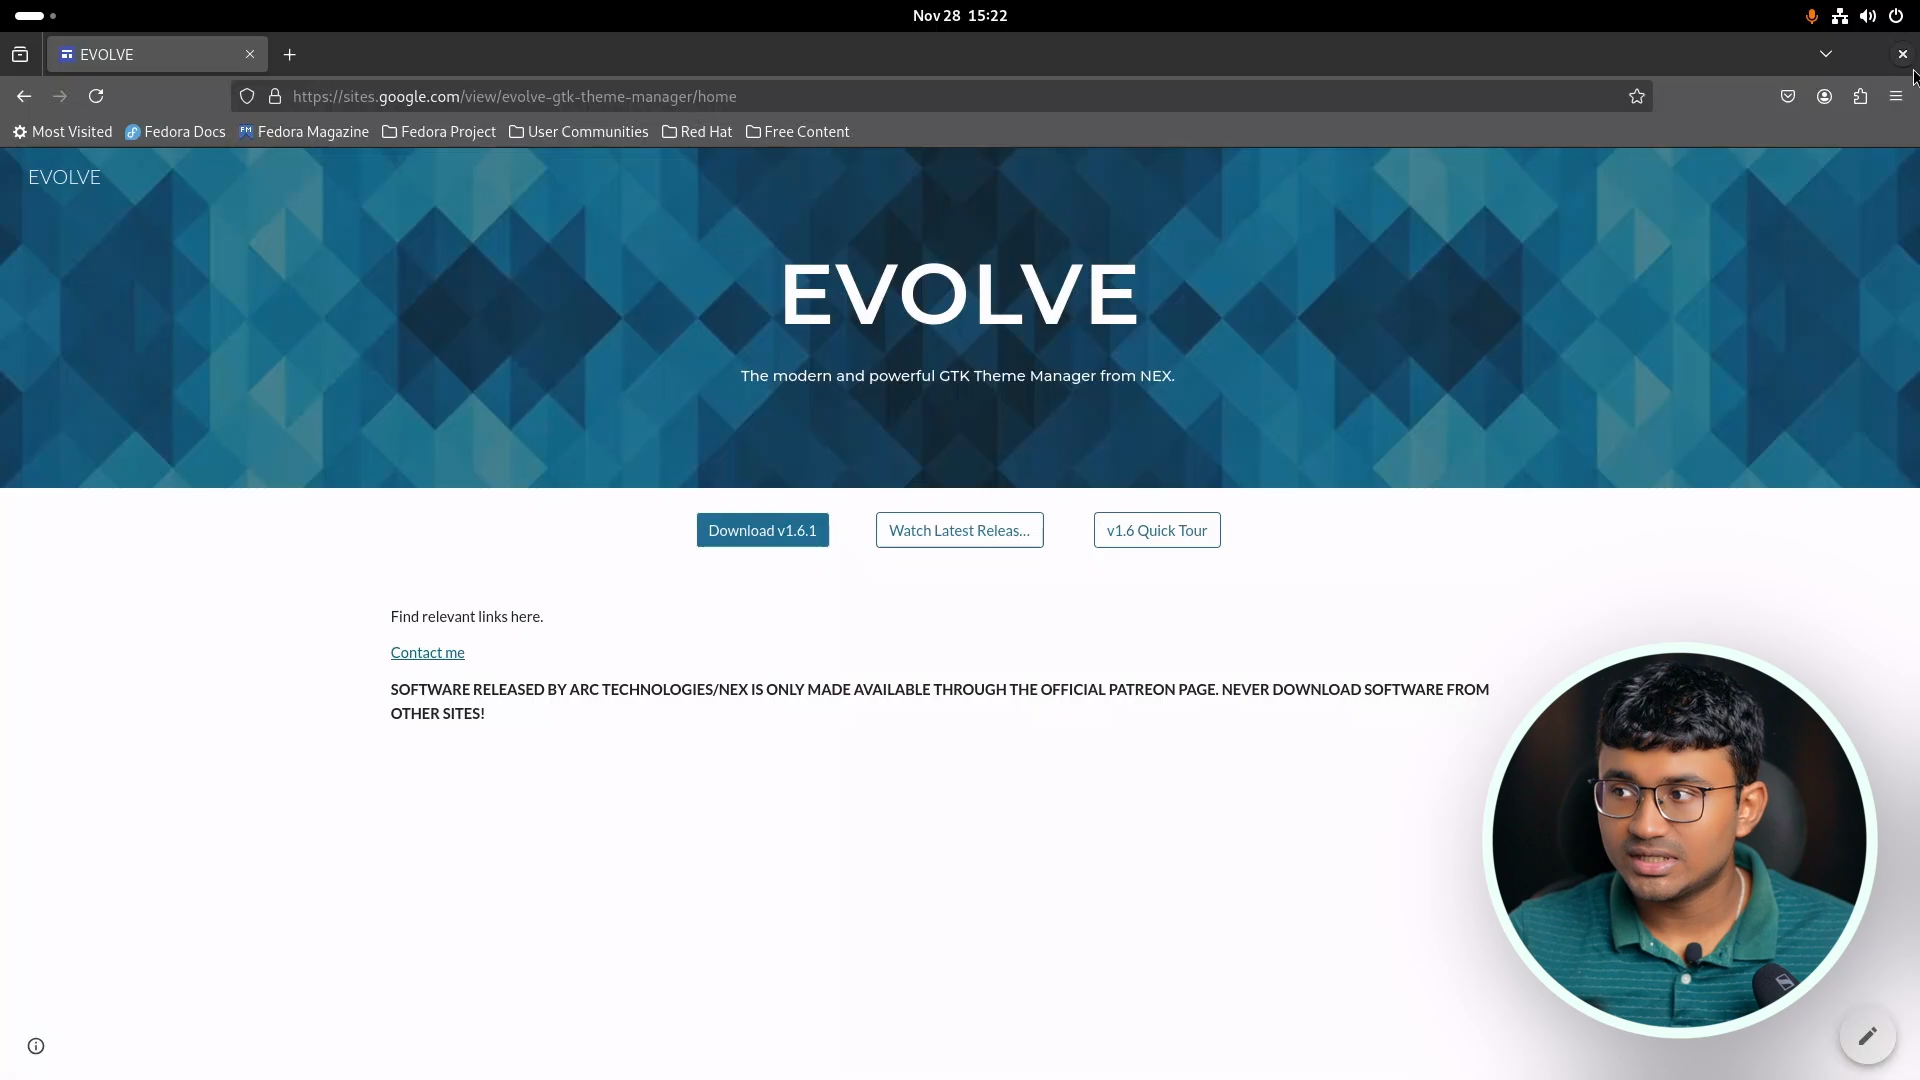 Nov 28 15:22
EVOLVE
https://sites.google.com/view/evolve-gtk-theme-manager/home
Most Visited Fedora Docs Fedora Magazine Fedora Project User Communities Red Hat Free Content
EVOLVE
EVOLVE
The modern and powerful GTK Theme Manager from NEX.
Download v1.6.1 Watch Latest Releas... v1.6 Quick Tour
Find relevant links here.
Contact me
SOFTWARE RELEASED BY ARC TECHNOLOGIES/NEX IS ONLY MADE AVAILABLE THROUGH THE OFFICIAL PATREON PAGE. NEVER DOWNLOAD SOFTWARE FROM
OTHER SITES!